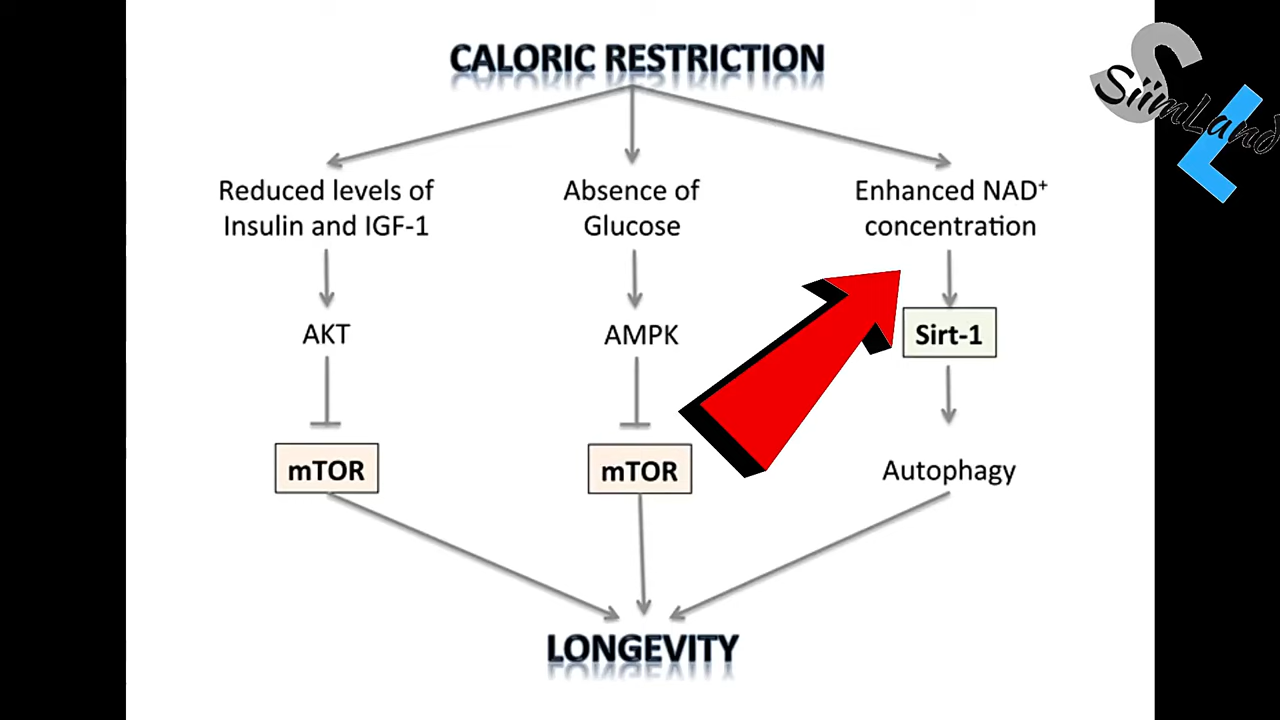 CALORIC RESTRICTION
SiimLand
SL
Reduced levels of
Insulin and IGF-1
Absence of
Glucose
Enhanced NAD⁺
concentration
AKT
AMPK
Sirt-1
mTOR
mTOR
Autophagy
LONGEVITY